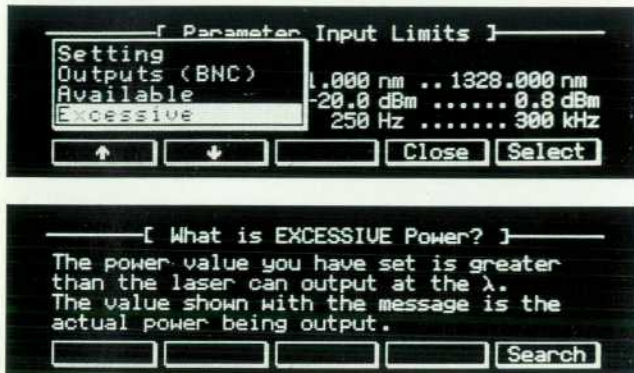 [ Parameter Input Limits ]
Setting
Outputs (BNC)
Available
Excessive
1.000 nm .. 1328.000 nm
-20.0 dBm ...... 0.8 dBm
250 Hz ....... 300 kHz
↑ ↓ Close Select
[ What is EXCESSIVE Power? ]
The power value you have set is greater
than the laser can output at the λ.
The value shown with the message is the
actual power being output.
Search